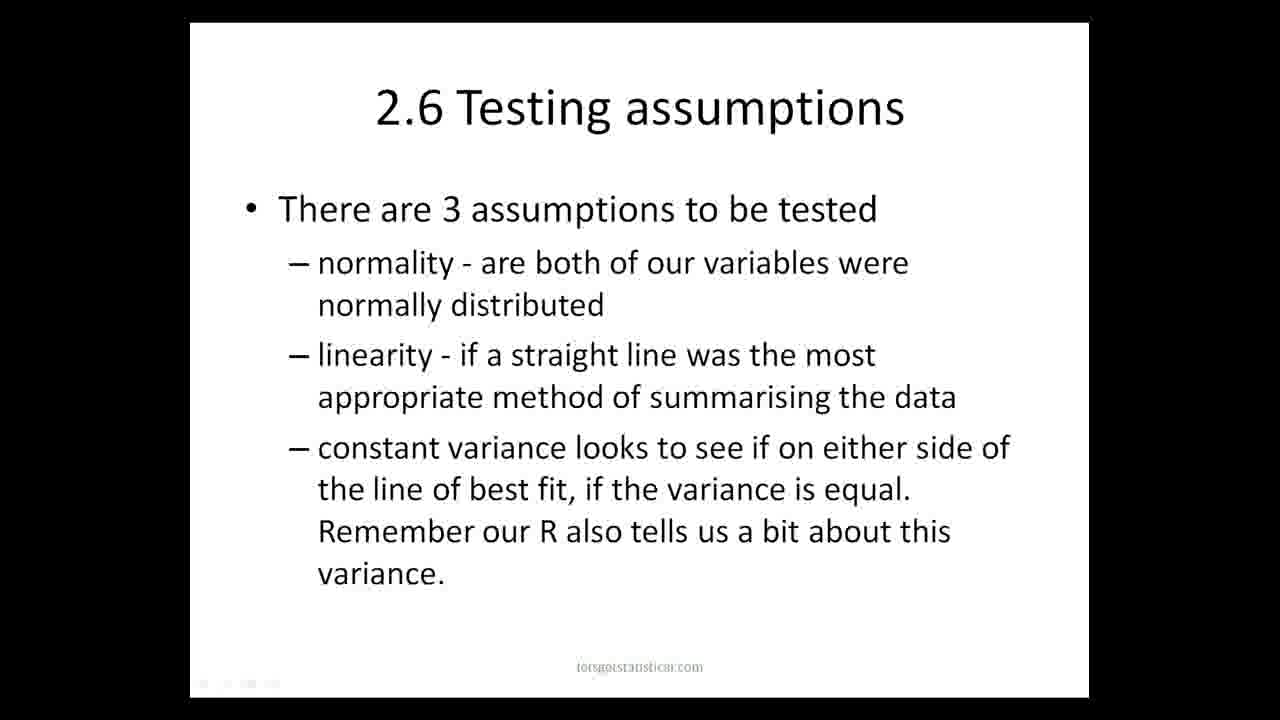 2.6 Testing assumptions
• There are 3 assumptions to be tested
– normality - are both of our variables were
normally distributed
– linearity - if a straight line was the most
appropriate method of summarising the data
– constant variance looks to see if on either side of
the line of best fit, if the variance is equal.
Remember our R also tells us a bit about this
variance.